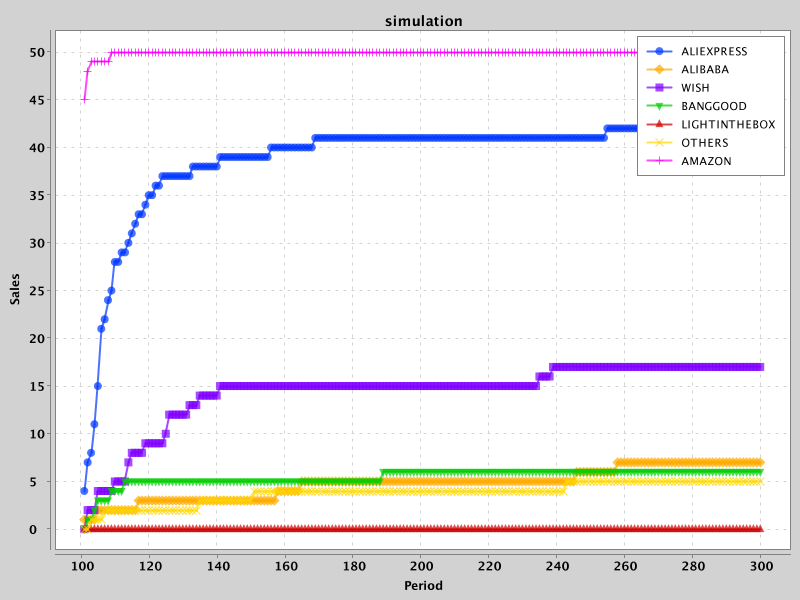 simulation
Sales
50
45
40
35
30
25
20
15
10
5
0
100 120 140 160 180 200 220 240 260 280 300
Period
ALIEXPRESS
ALIBABA
WISH
BANGGOOD
LIGHTINTHEBOX
OTHERS
AMAZON